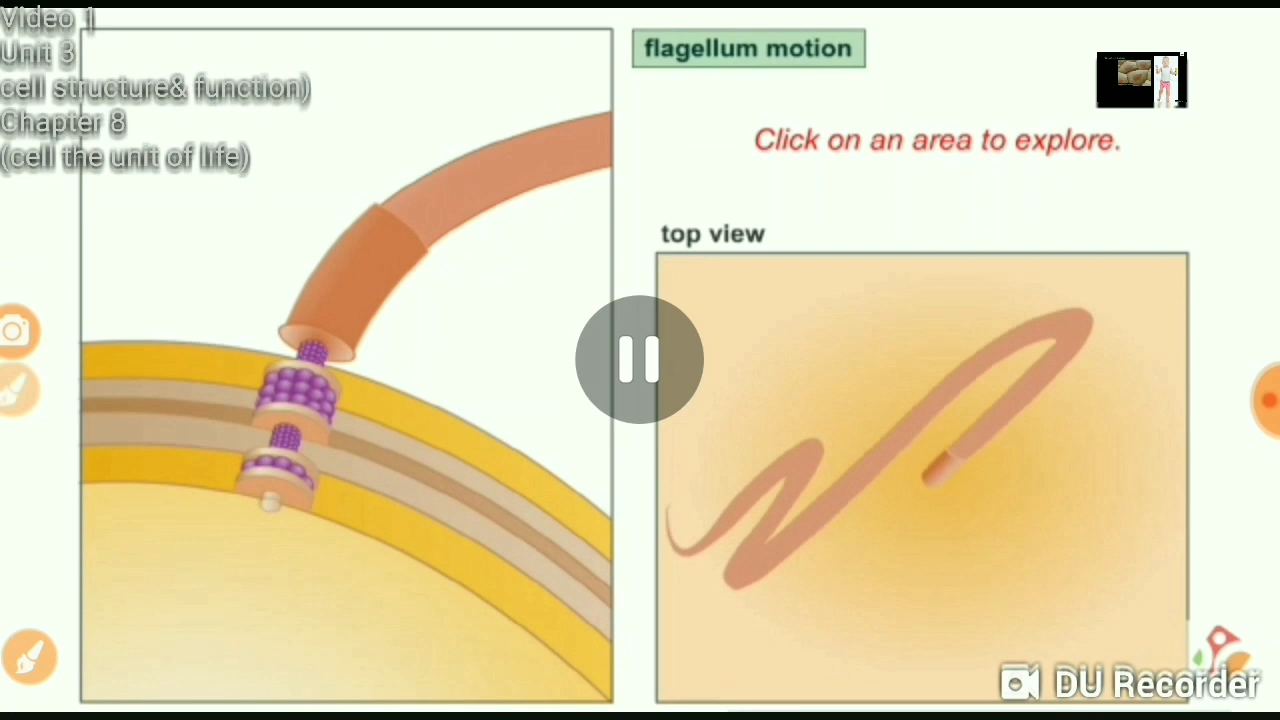 Video 1
Unit 3
cell structure& function)
Chapter 8
(cell the unit of life)
flagellum motion
Click on an area to explore.
top view
DU Recorder